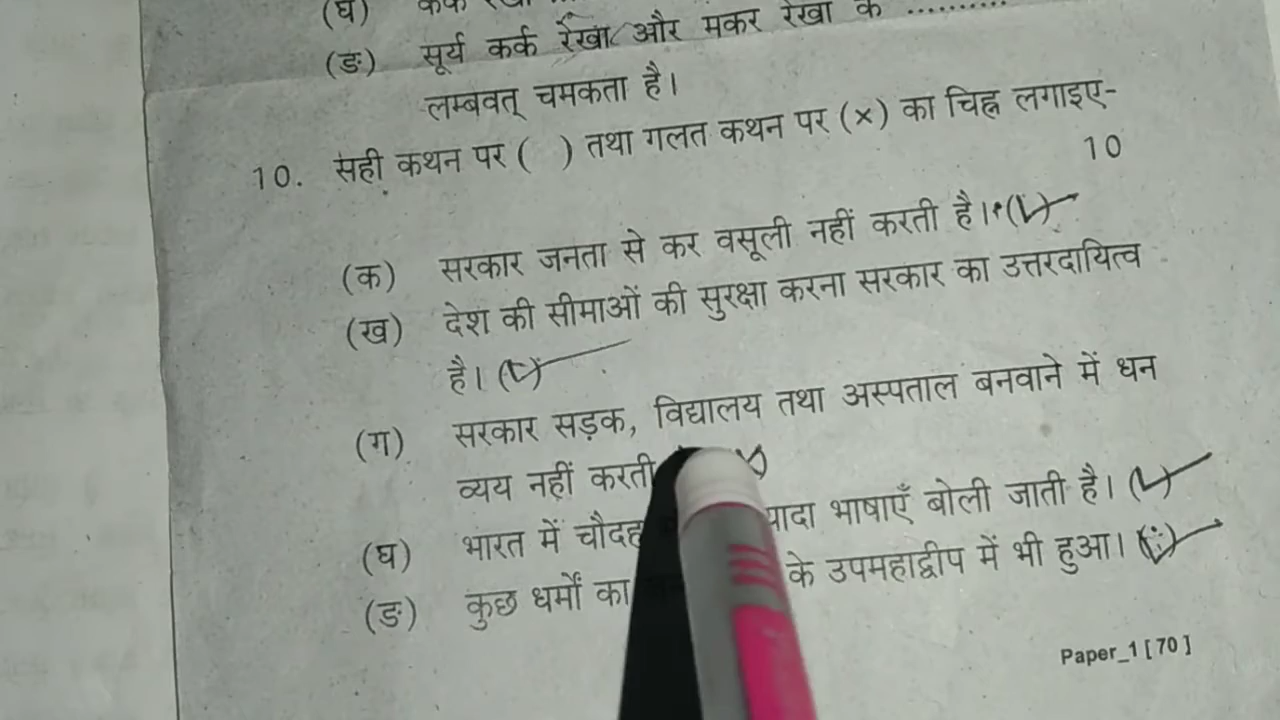 (घ)
(ङ) सूर्य कर्क रेखा और मकर रेखा के ..........
लम्बवत् चमकता है।
10. सही कथन पर ( ) तथा गलत कथन पर (×) का चिह्न लगाइए-
10
(क) सरकार जनता से कर वसूली नहीं करती है। (✓)
(ख) देश की सीमाओं की सुरक्षा करना सरकार का उत्तरदायित्व
है। (✓)
(ग) सरकार सड़क, विद्यालय तथा अस्पताल बनवाने में धन
व्यय नहीं करती
(घ) भारत में चौदह भाषाएँ बोली जाती है। (✓)
(ङ) कुछ धर्मों का के उपमहाद्वीप में भी हुआ। (✓)
Paper_1 [ 70 ]